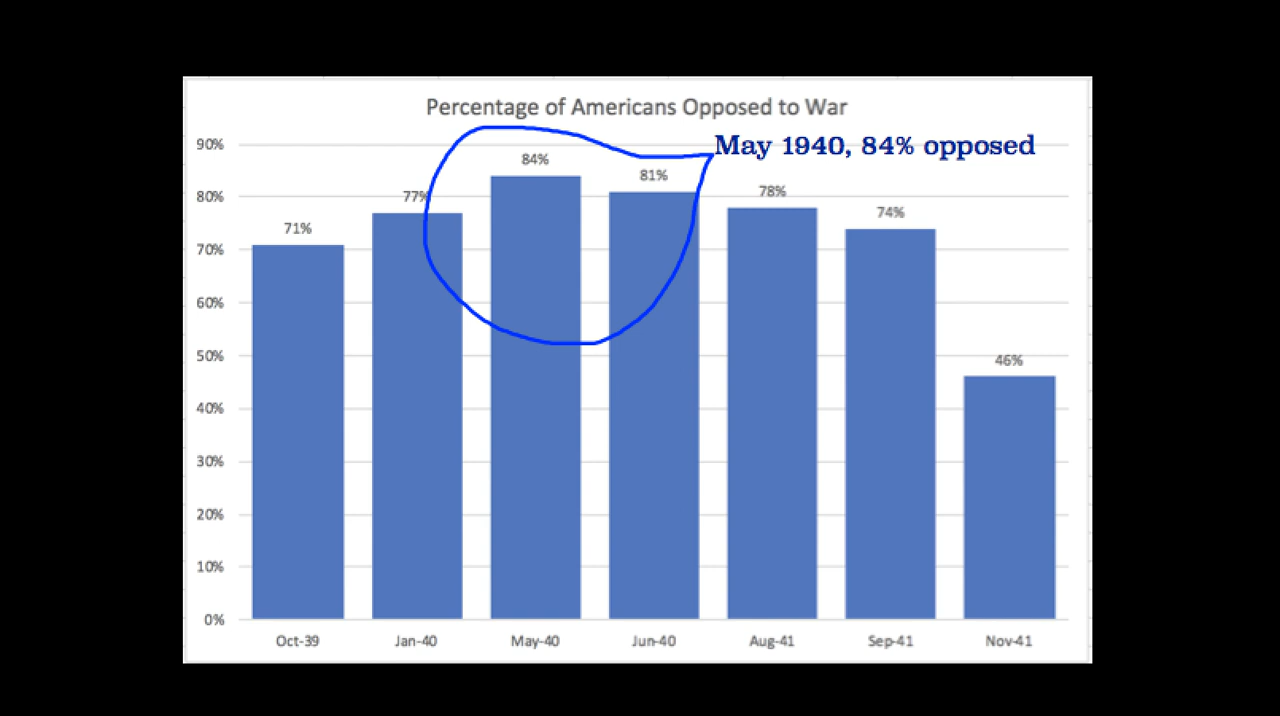 Percentage of Americans Opposed to War
May 1940, 84% opposed
90%
80%
70%
60%
50%
40%
30%
20%
10%
0%
71%
77%
84%
81%
78%
74%
46%
Oct-39
Jan-40
May-40
Jun-40
Aug-41
Sep-41
Nov-41